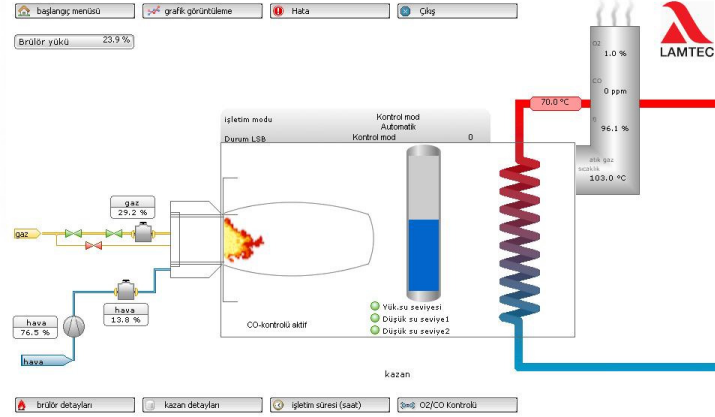 başlangıç menüsü
grafik görüntüleme
Hata
Çıkış
Brülör yükü 23.9 %
LAMTEC
O2
1.0 %
CO
0 ppm
96.1 %
atık gaz
sıcaklık
103.0 °C
70.0 °C
işletim modu Kontrol mod
Automatik
Durum LSB Kontrol mod 0
gaz
29.2 %
gaz
hava
13.8 %
hava
76.5 %
hava
CO-kontrolü aktif
Yük.su seviyesi
Düşük su seviye1
Düşük su seviye2
kazan
brülör detayları
kazan detayları
işletim süresi (saat)
O2/CO Kontrolü